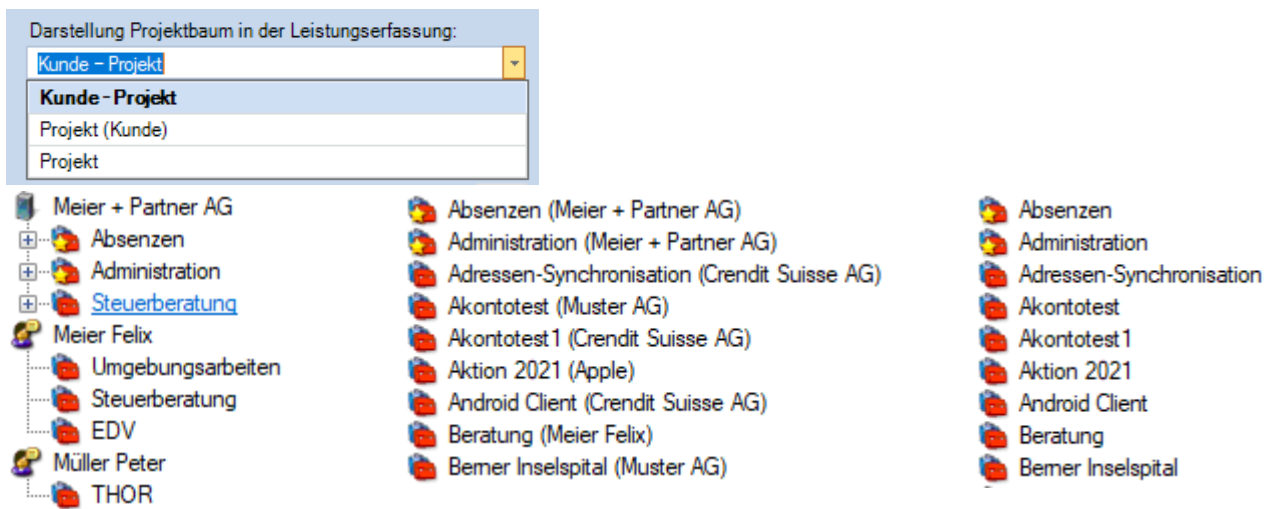 Darstellung Projektbaum in der Leistungserfassung:
Kunde – Projekt
Kunde - Projekt
Projekt (Kunde)
Projekt
Meier + Partner AG
Absenzen
Administration
Steuerberatung
Meier Felix
Umgebungsarbeiten
Steuerberatung
EDV
Müller Peter
THOR
Absenzen (Meier + Partner AG)
Administration (Meier + Partner AG)
Adressen-Synchronisation (Crendit Suisse AG)
Akontotest (Muster AG)
Akontotest1 (Crendit Suisse AG)
Aktion 2021 (Apple)
Android Client (Crendit Suisse AG)
Beratung (Meier Felix)
Berner Inselspital (Muster AG)
Absenzen
Administration
Adressen-Synchronisation
Akontotest
Akontotest1
Aktion 2021
Android Client
Beratung
Berner Inselspital